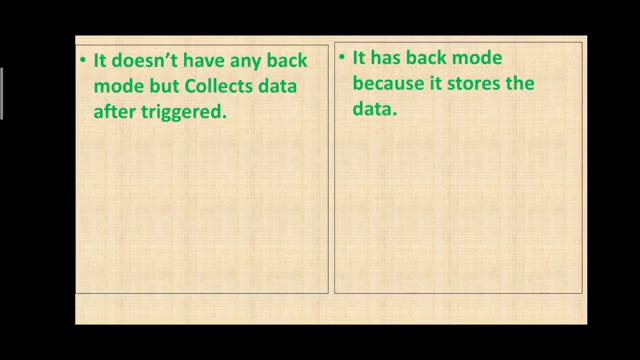 • It doesn't have any back
mode but Collects data
after triggered.
• It has back mode
because it stores the
data.